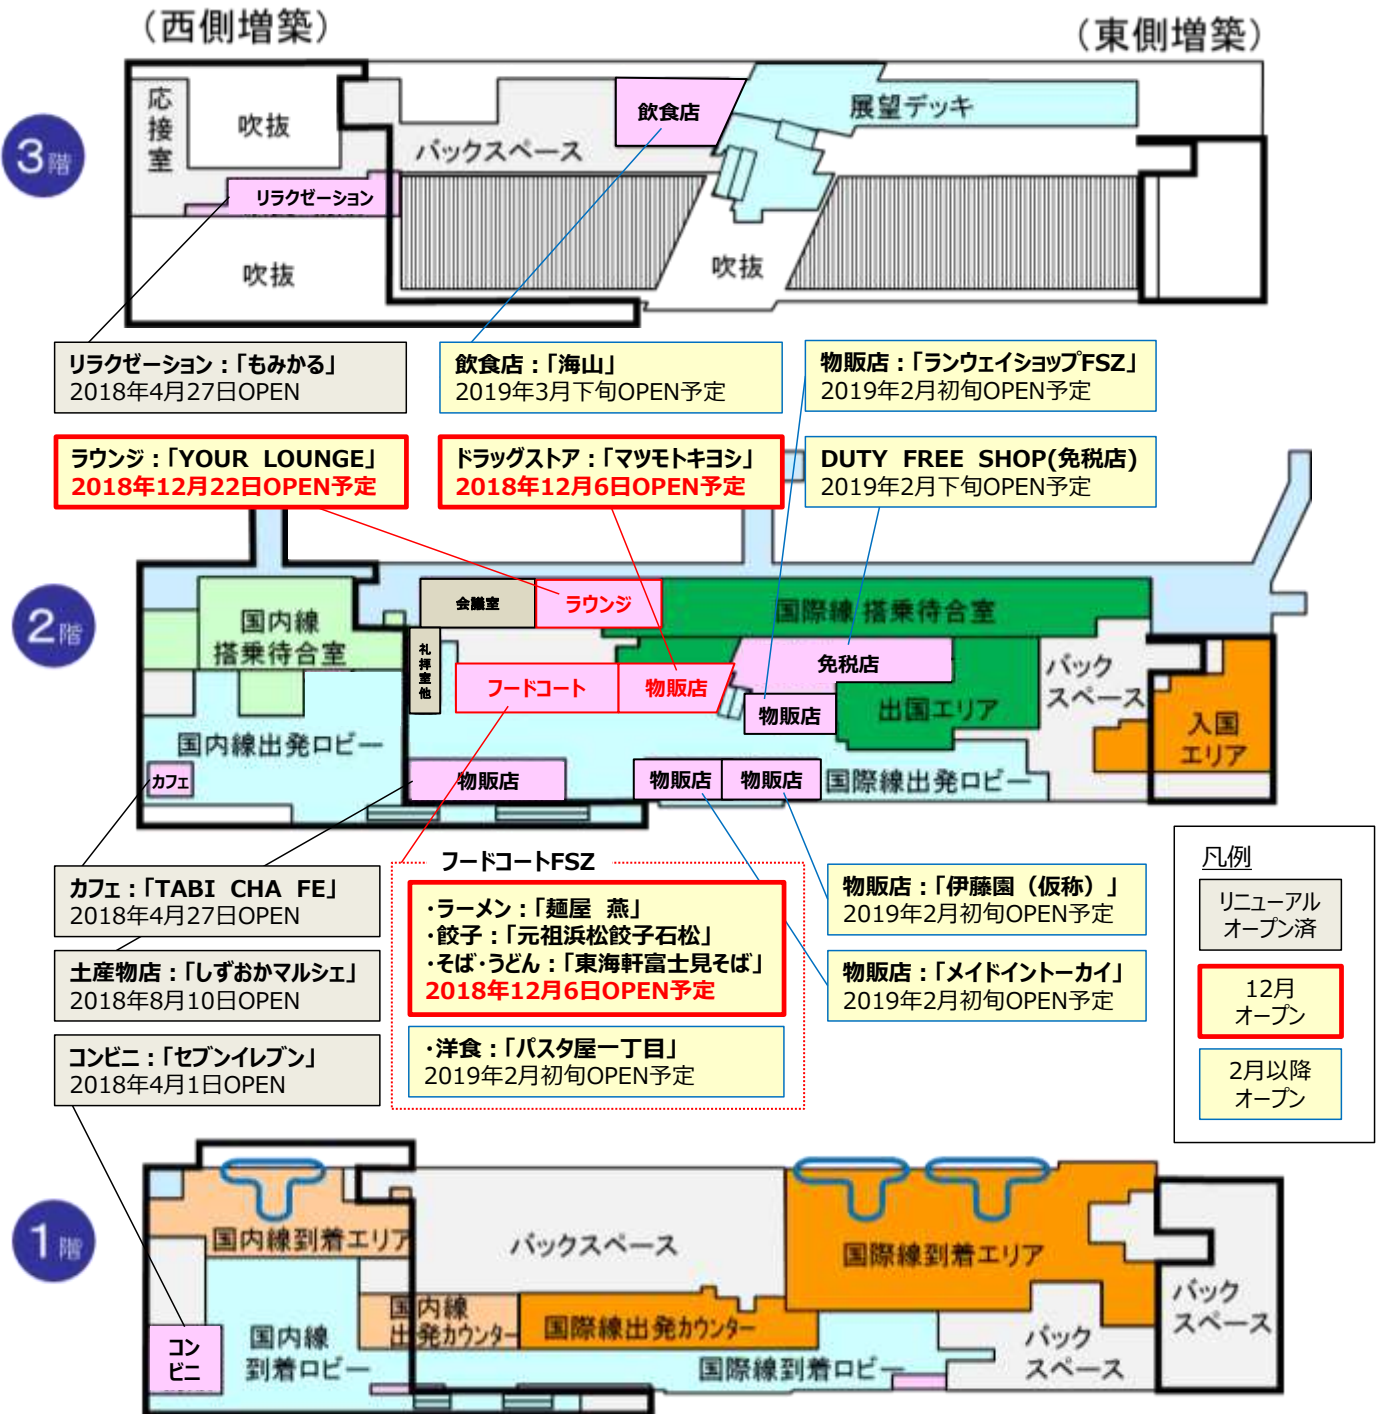 （西側増築）
（東側増築）
3階
応接室
吹抜
飲食店
展望デッキ
バックスペース
リラクゼーション
吹抜
吹抜
リラクゼーション：「もみかる」
2018年4月27日OPEN
飲食店：「海山」
2019年3月下旬OPEN予定
物販店：「ランウェイショップFSZ」
2019年2月初旬OPEN予定
ラウンジ：「YOUR LOUNGE」
2018年12月22日OPEN予定
ドラッグストア：「マツモトキヨシ」
2018年12月6日OPEN予定
DUTY FREE SHOP(免税店)
2019年2月下旬OPEN予定
2階
国内線
搭乗待合室
会議室
ラウンジ
国際線 搭乗待合室
礼拝室他
フードコート
物販店
免税店
物販店
出国エリア
バック
スペース
入国
エリア
国内線出発ロビー
カフェ
物販店
物販店
物販店
国際線出発ロビー
カフェ：「TABI CHA FE」
2018年4月27日OPEN
土産物店：「しずおかマルシェ」
2018年8月10日OPEN
コンビニ：「セブンイレブン」
2018年4月1日OPEN
フードコートFSZ
・ラーメン：「麺屋 燕」
・餃子：「元祖浜松餃子石松」
・そば・うどん：「東海軒富士見そば」
2018年12月6日OPEN予定
・洋食：「パスタ屋一丁目」
2019年2月初旬OPEN予定
物販店：「伊藤園（仮称）」
2019年2月初旬OPEN予定
物販店：「メイドイントーカイ」
2019年2月初旬OPEN予定
凡例
リニューアル
オープン済
12月
オープン
2月以降
オープン
1階
国内線到着エリア
バックスペース
国際線到着エリア
国内線
出発カウンター
国際線出発カウンター
コン
ビニ
国内線
到着ロビー
国際線到着ロビー
バック
スペース
バック
スペース